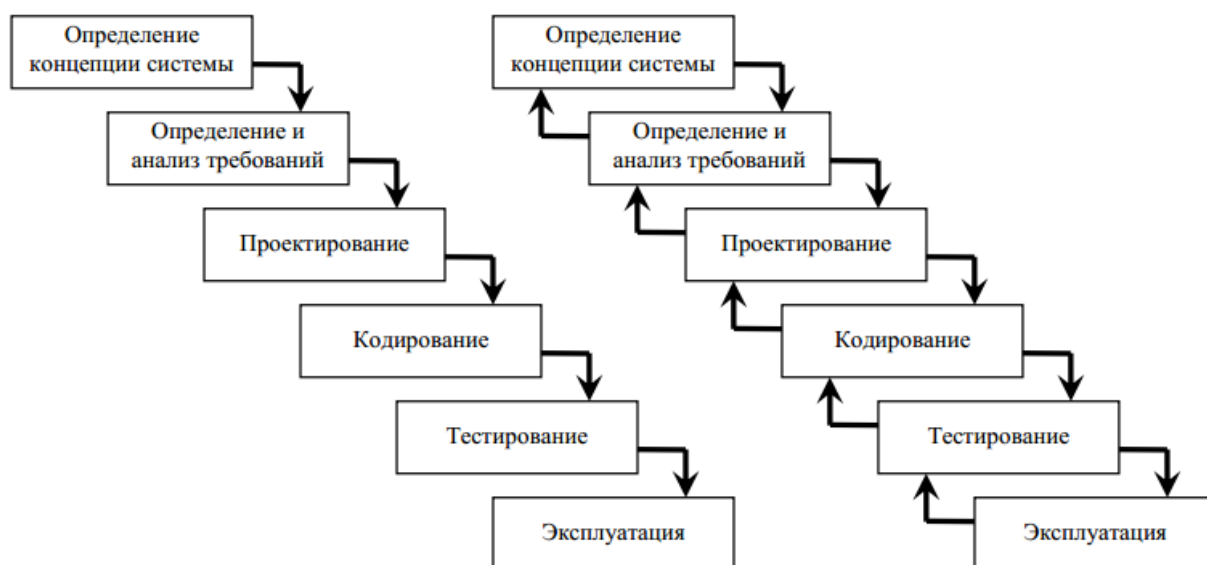 Определение
концепции системы
Определение и
анализ требований
Проектирование
Кодирование
Тестирование
Эксплуатация
Определение
концепции системы
Определение и
анализ требований
Проектирование
Кодирование
Тестирование
Эксплуатация